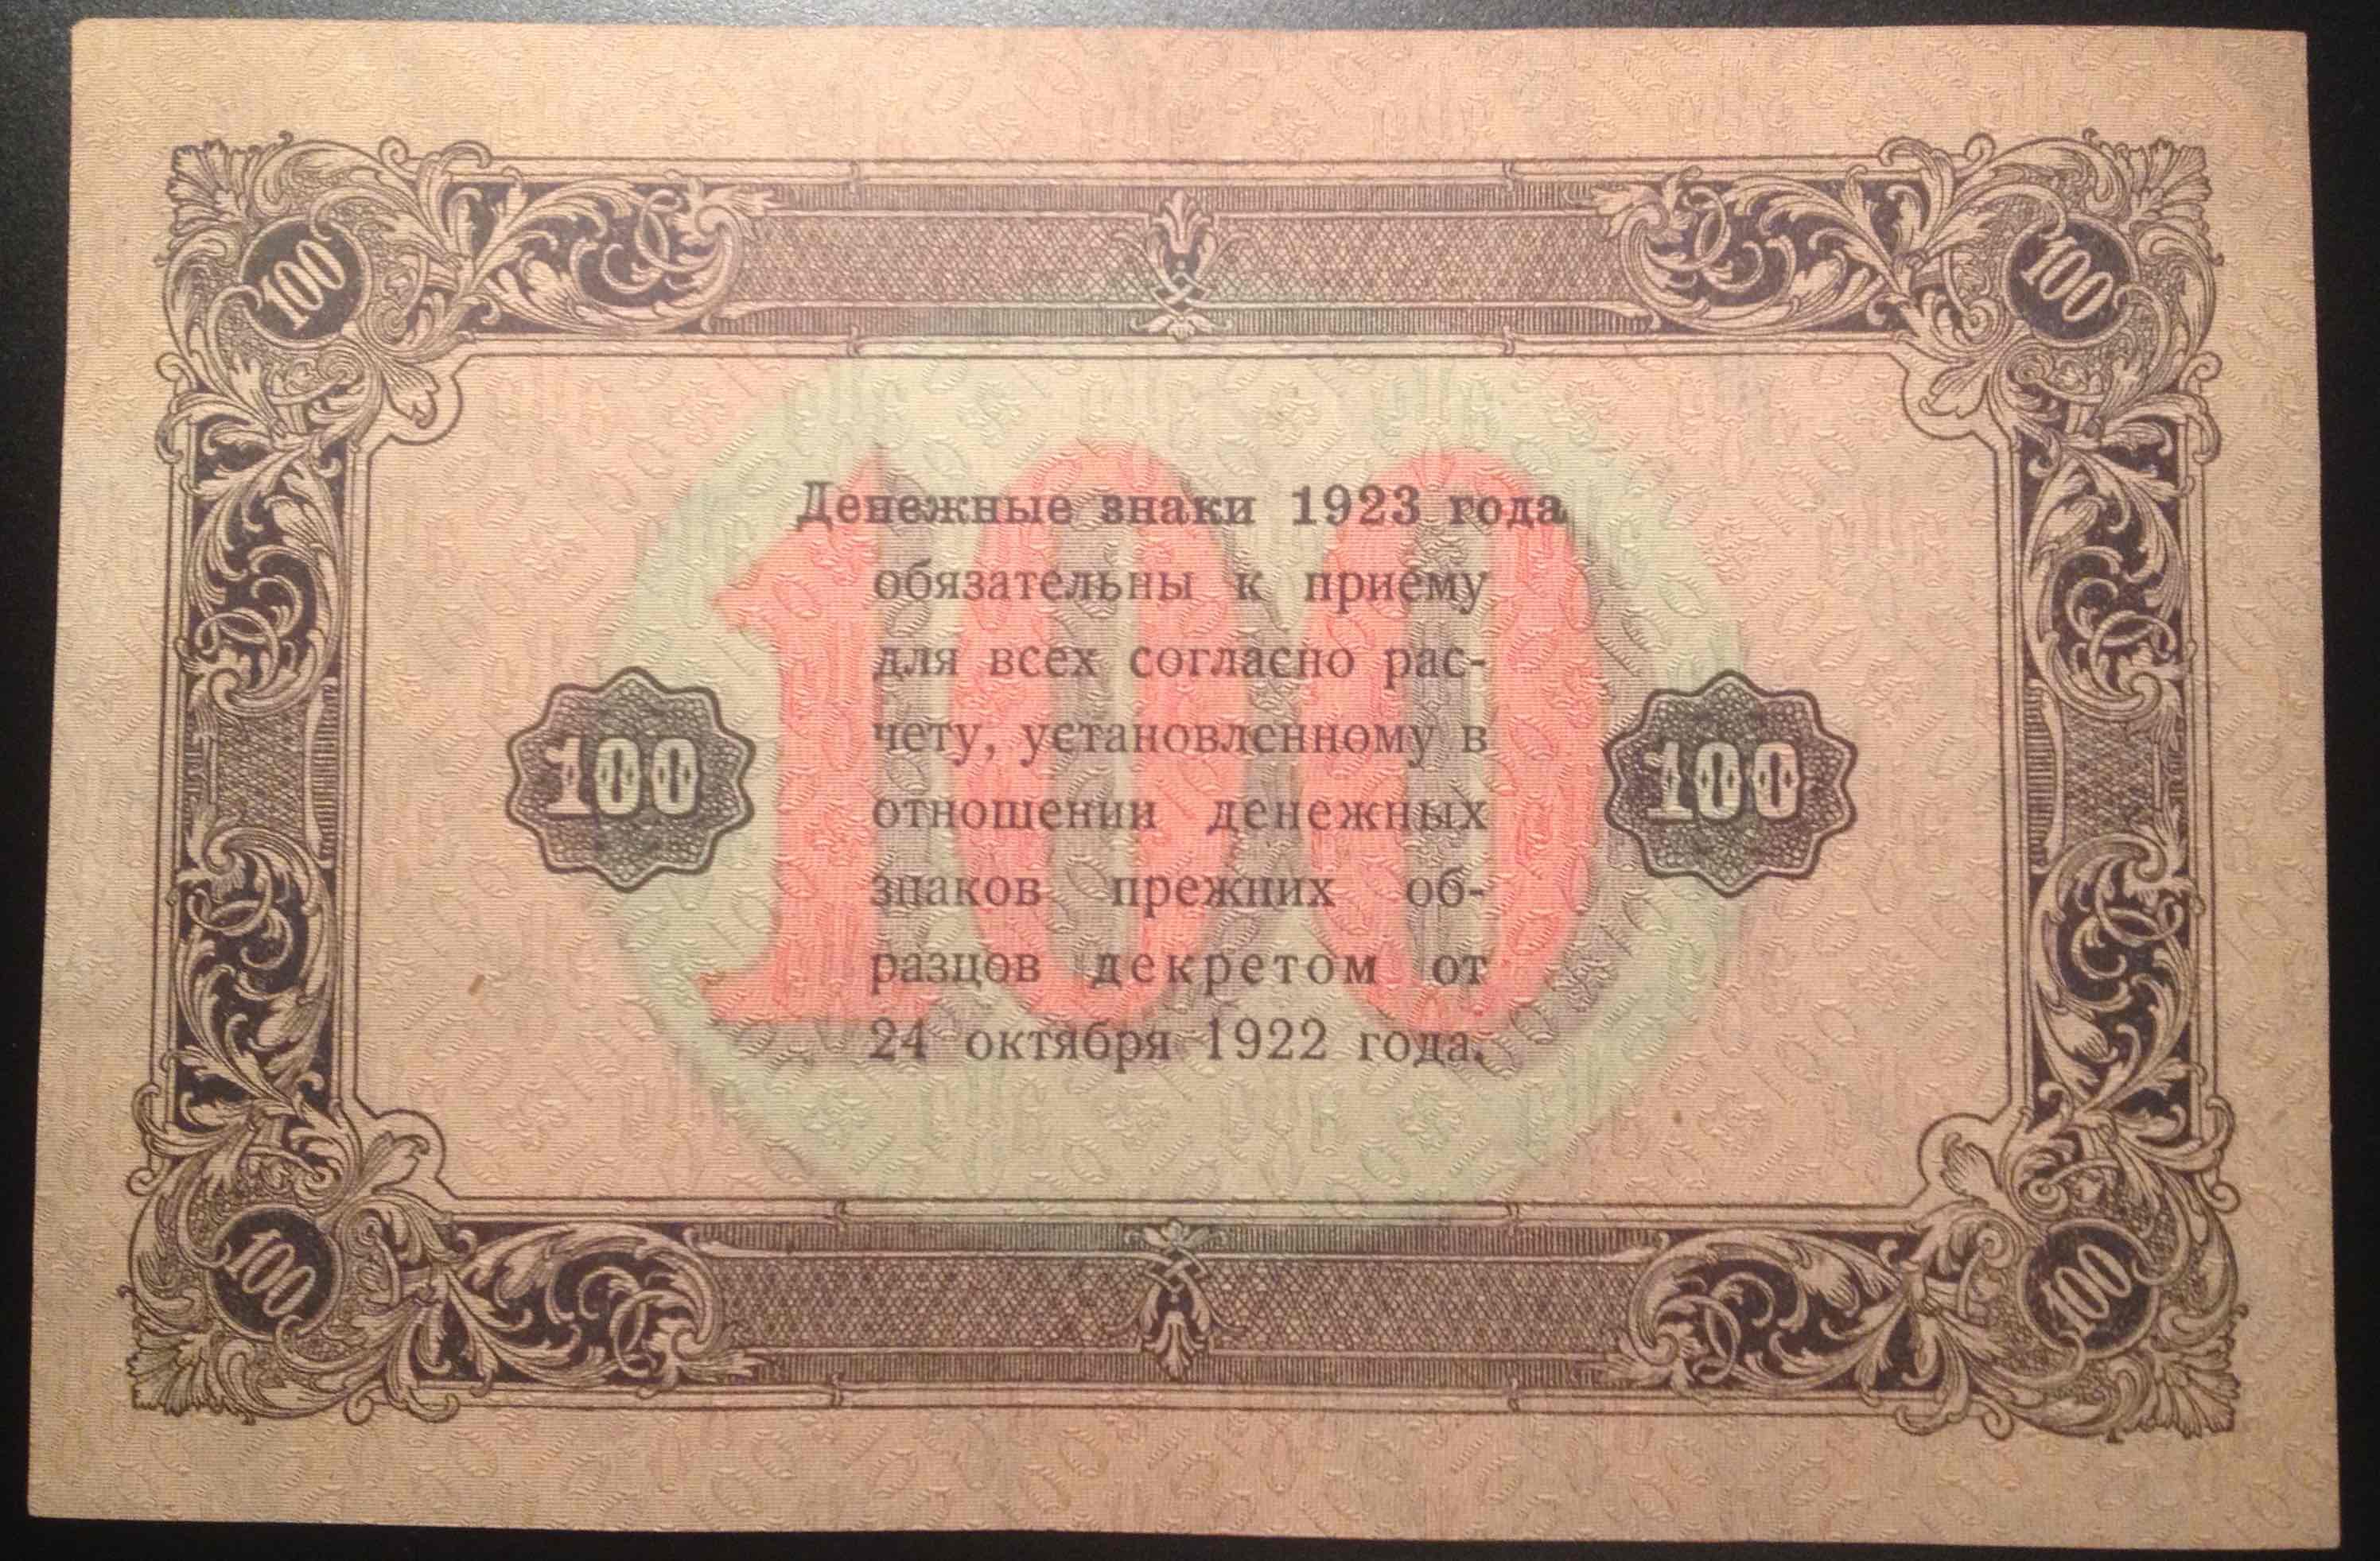 100 100
100
Денежные знаки 1923 года
обязательны к приему
для всех согласно рас-
чету, установленному в
отношении денежных
знаков прежних об-
разцов декретом от
24 октября 1922 года.
100 100
100 100